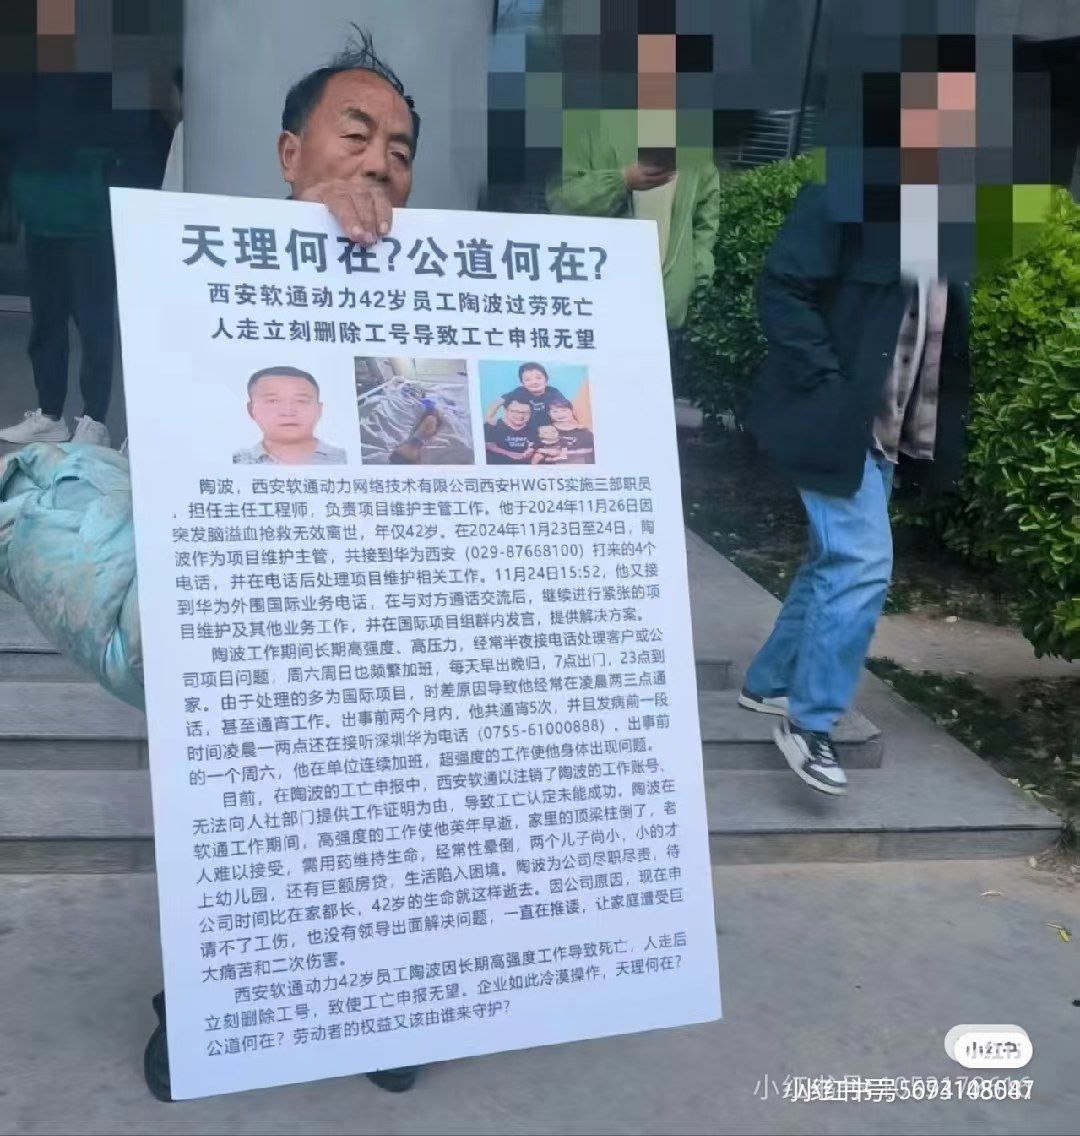 天理何在?公道何在?
西安软通动力42岁员工陶波过劳死亡
人走立刻删除工号导致工亡申报无望
陶波，西安软通动力网络技术有限公司西安HWGTS实施三部职员
，担任主任工程师，负责项目维护主管工作。他于2024年11月26日因
突发脑溢血抢救无效离世，年仅42岁。在2024年11月23日至24日，陶
波作为项目维护主管，共接到华为西安（029-87668100）打来的4个
电话，并在电话后处理项目维护相关工作。11月24日15:52，他又接
到华为外围国际业务电话，在与对方通话交流后，继续进行紧张的项
目维护及其他业务工作，并在国际项目组群内发言，提供解决方案。
陶波工作期间长期高强度、高压力，经常半夜接电话处理客户或公
司项目问题，周六周日也频繁加班，每天早出晚归，7点出门，23点到
家。由于处理的多为国际项目，时差原因导致他经常在凌晨两三点通
话，甚至通宵工作。出事前两个月内，他共通宵5次，并且发病前一段
时间凌晨一两点还在接听深圳华为电话（0755-61000888）。出事前
的一个周六，他在单位连续加班，超强度的工作使他身体出现问题。
目前，在陶波的工亡申报中，西安软通以注销了陶波的工作账号、
无法向人社部门提供工作证明为由，导致工亡认定未能成功。陶波在
软通工作期间，高强度的工作使他英年早逝，家里的顶梁柱倒了，老
人难以接受，需用药维持生命，经常性晕倒，两个儿子尚小，小的才
上幼儿园，还有巨额房贷，生活陷入困境。陶波为公司尽职尽责，待
公司时间比在家都长，42岁的生命就这样逝去。因公司原因，现在申
请不了工伤，也没有领导出面解决问题，一直在推诿，让家庭遭受巨
大痛苦和二次伤害。
西安软通动力42岁员工陶波因长期高强度工作导致死亡，人走后
立刻删除工号，致使工亡申报无望。企业如此冷漠操作，天理何在？
公道何在？劳动者的权益又该由谁来守护？
小红书
小红书号5693148047